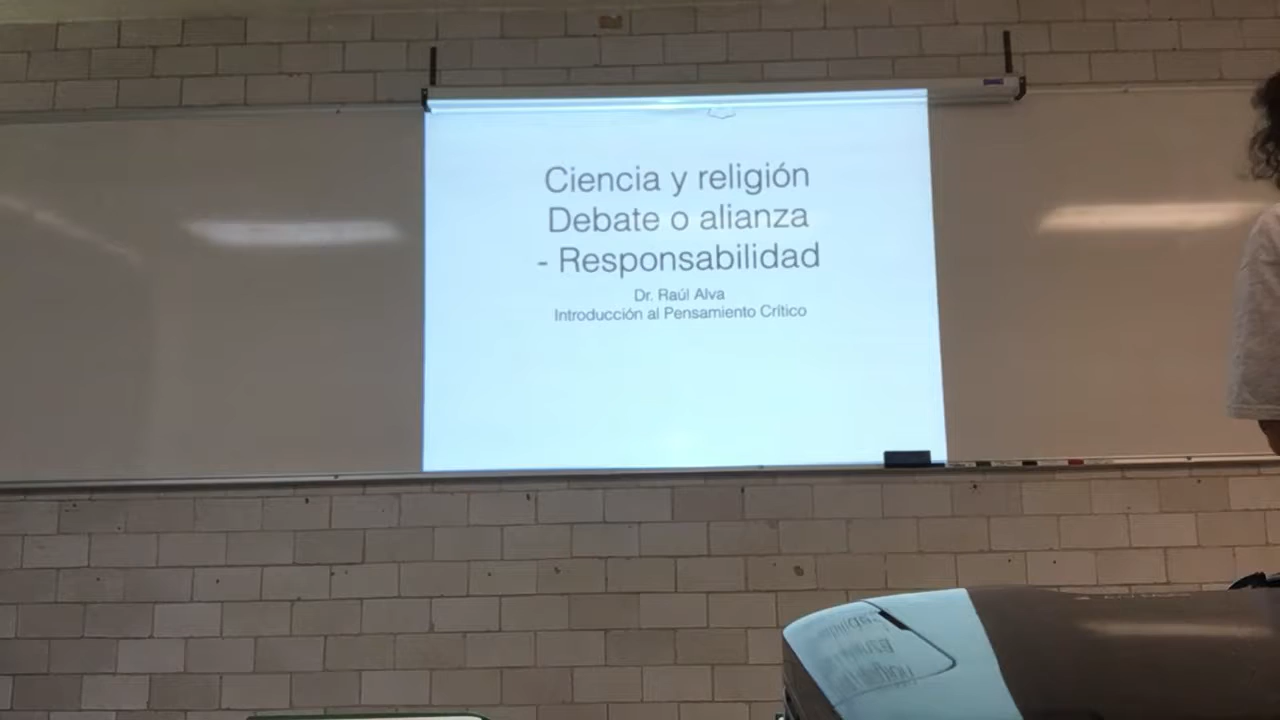 Ciencia y religión
Debate o alianza
- Responsabilidad
Dr. Raúl Alva
Introducción al Pensamiento Crítico